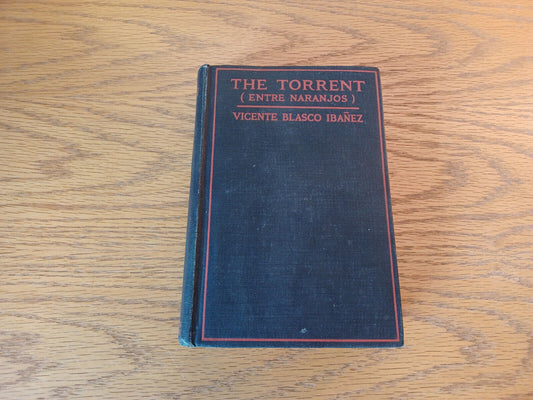 THE TORRENT
( ENTRE NARANJOS )
VICENTE BLASCO IBAÑEZ